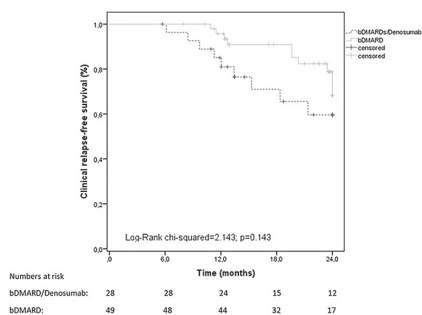 1,0
0,8
0,6
0,4
0,2
0,0
Clinical relapse-free survival (%)
bDMARDs/Denosumab
bDMARD
censored
censored
Log-Rank chi-squared=2.143; p=0.143
,0 6,0 12,0 18,0 24,0
Time (months)
Numbers at risk
bDMARD/Denosumab: 28 28 24 15 12
bDMARD: 49 48 44 32 17